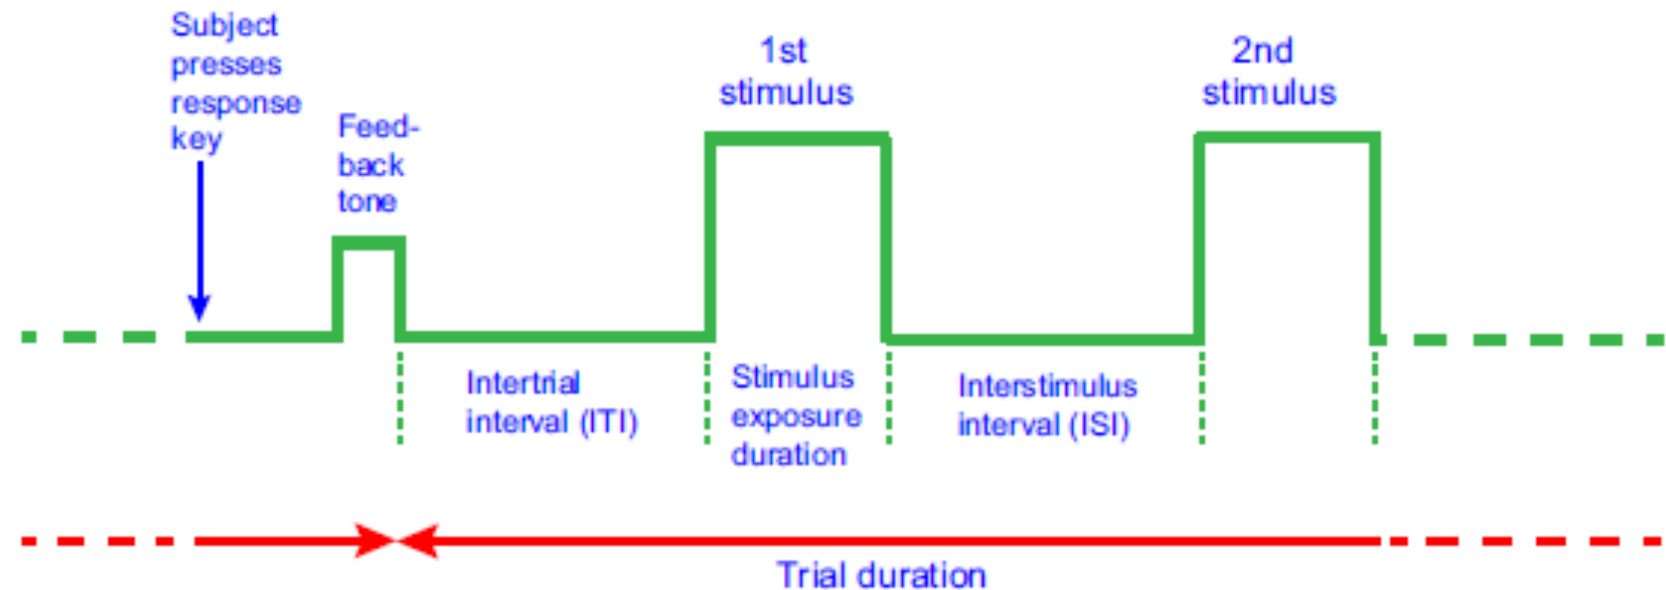 Subject
presses
response
key
Feed-
back
tone
1st
stimulus
2nd
stimulus
Intertrial
interval (ITI)
Stimulus
exposure
duration
Interstimulus
interval (ISI)
Trial duration